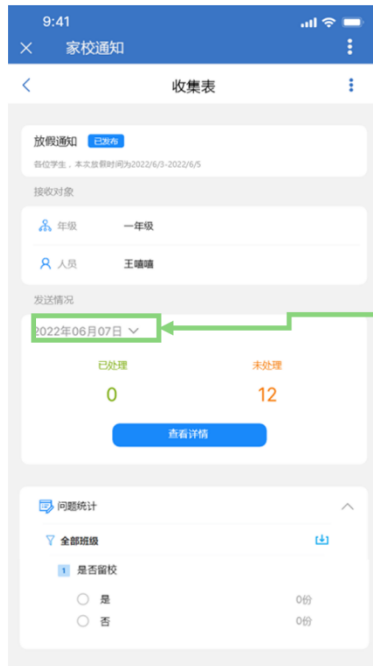 9:41
家校通知
收集表
放假通知 已发布
各位学生，本次放假时间为2022/6/3-2022/6/5
接收对象
年级 一年级
人员 王嘻嘻
发送情况
2022年06月07日
已处理 未处理
0 12
查看详情
问题统计
全部班级
1 是否留校
是 0份
否 0份